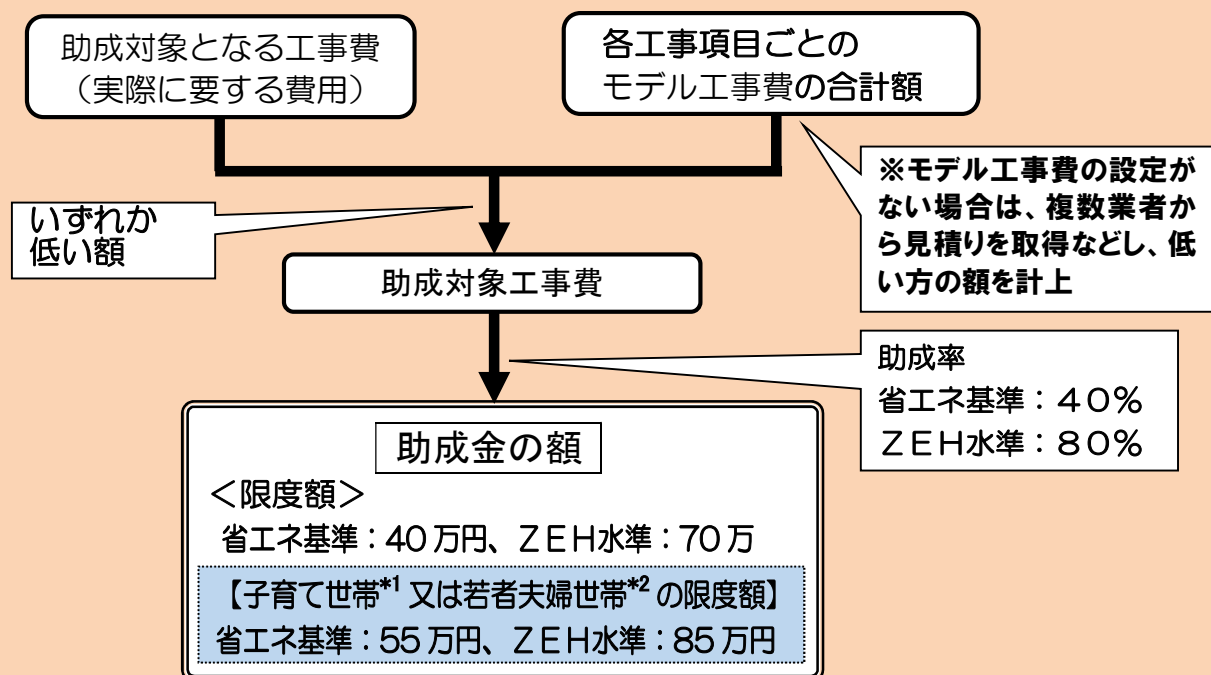 助成対象となる工事費
（実際に要する費用）
各工事項目ごとの
モデル工事費の合計額
※モデル工事費の設定が
ない場合は、複数業者か
ら見積りを取得などし、低
い方の額を計上
いずれか
低い額
助成対象工事費
助成率
省エネ基準：４０％
ＺＥＨ水準：８０％
助成金の額
＜限度額＞
省エネ基準：40万円、ＺＥＨ水準：70万
【子育て世帯*1 又は若者夫婦世帯*2 の限度額】
省エネ基準：55万円、ＺＥＨ水準：85万円